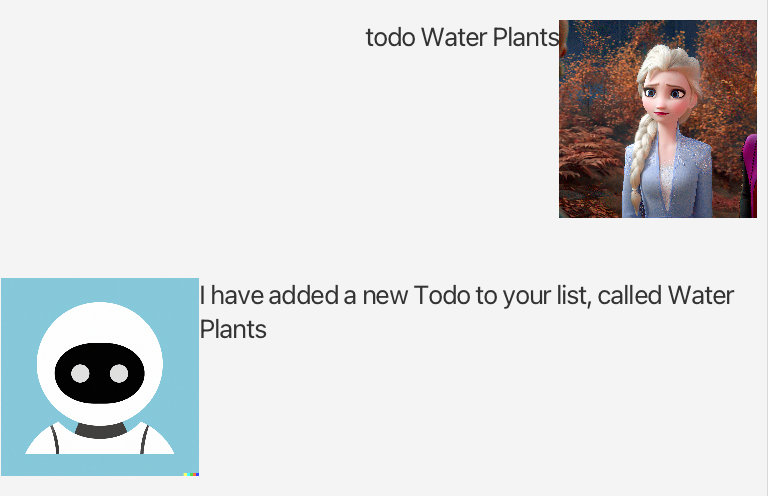 todo Water Plants
I have added a new Todo to your list, called Water
Plants